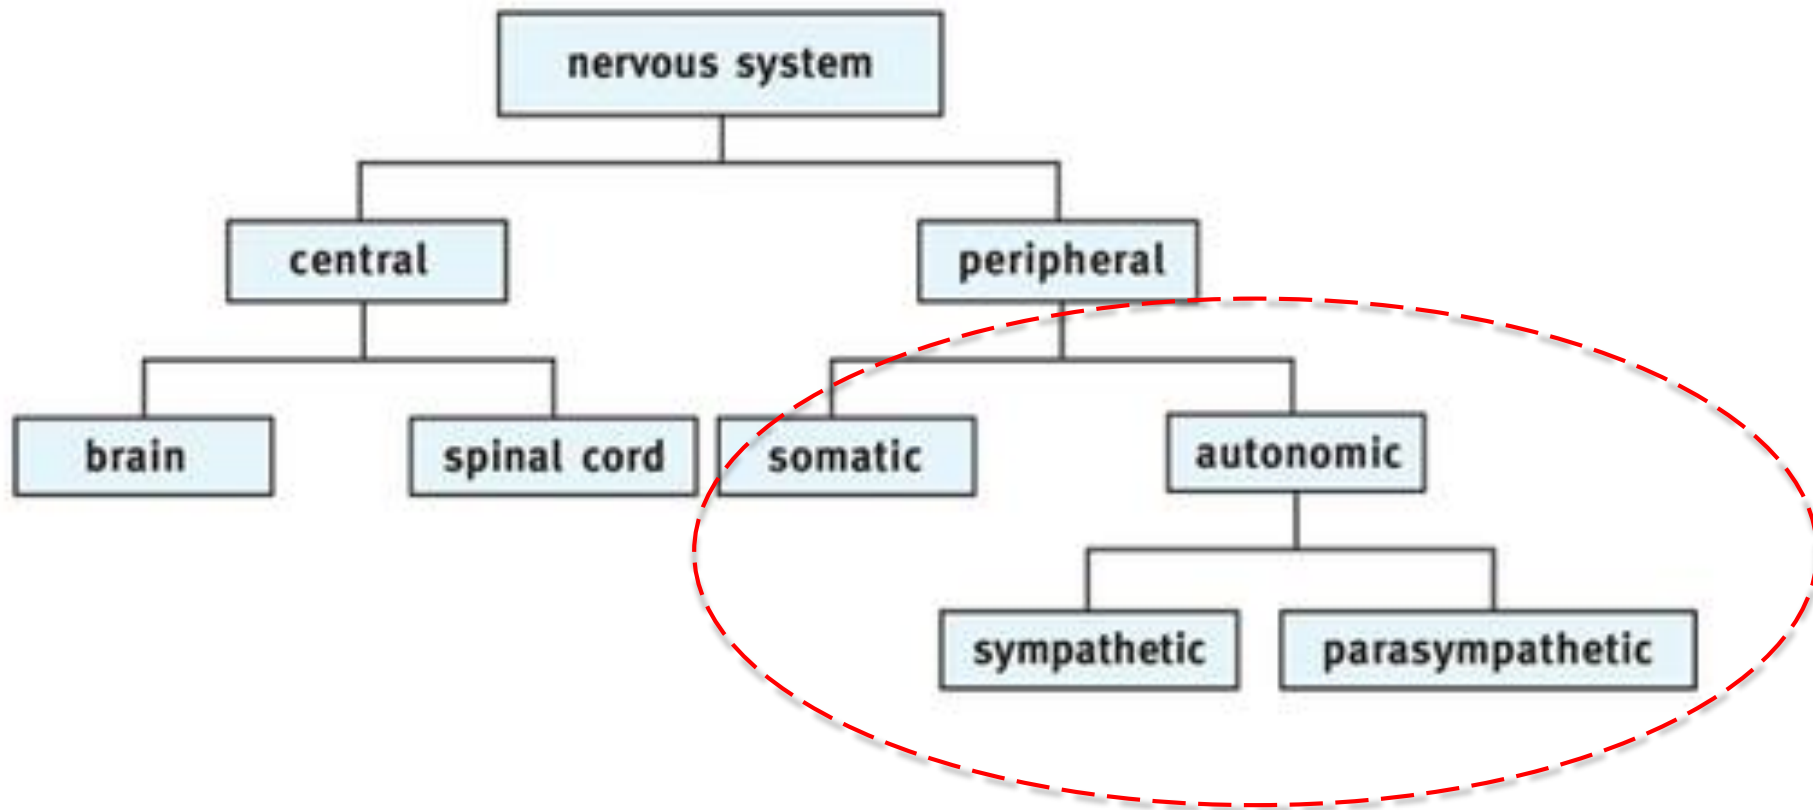 nervous system
central
peripheral
brain
spinal cord
somatic
autonomic
sympathetic
parasympathetic